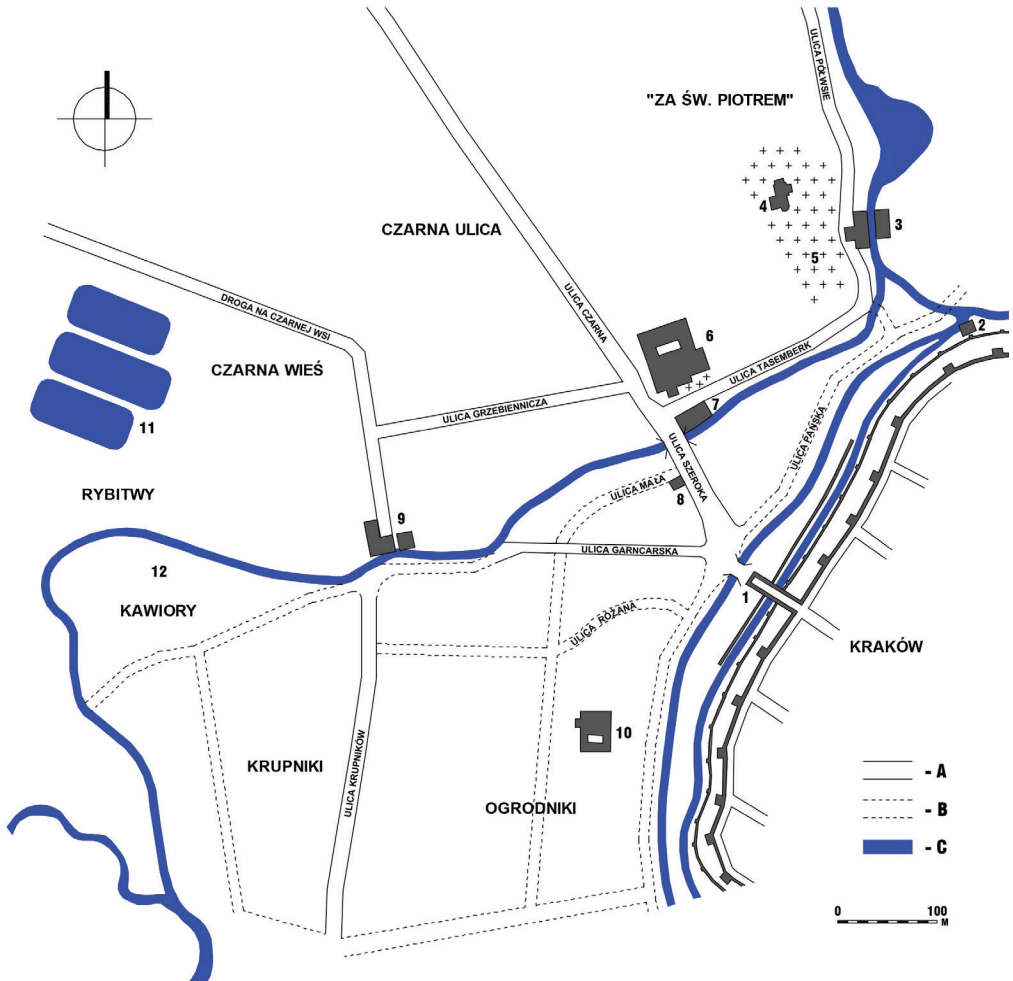 ULICA PÓŁWSIE
"ZA ŚW. PIOTREM"
4
3
CZARNA ULICA
5
ULICA CZARNA
DROGA NA CZARNEJ WSI
2
6
ULICA TASEMBERK
CZARNA WIEŚ
ULICA GRZEBIENNICZA
7
11
ULICA SZEROKA
ULICA PAŃSKA
RYBITWY
ULICA MAŁA
8
9
ULICA GARNCARSKA
12
KAWIORY
1
ULICA RÓŻANA
KRAKÓW
10
ULICA KRUPNIKÓW
KRUPNIKI
OGRODNIKI
- A
- B
- C
0 100
M